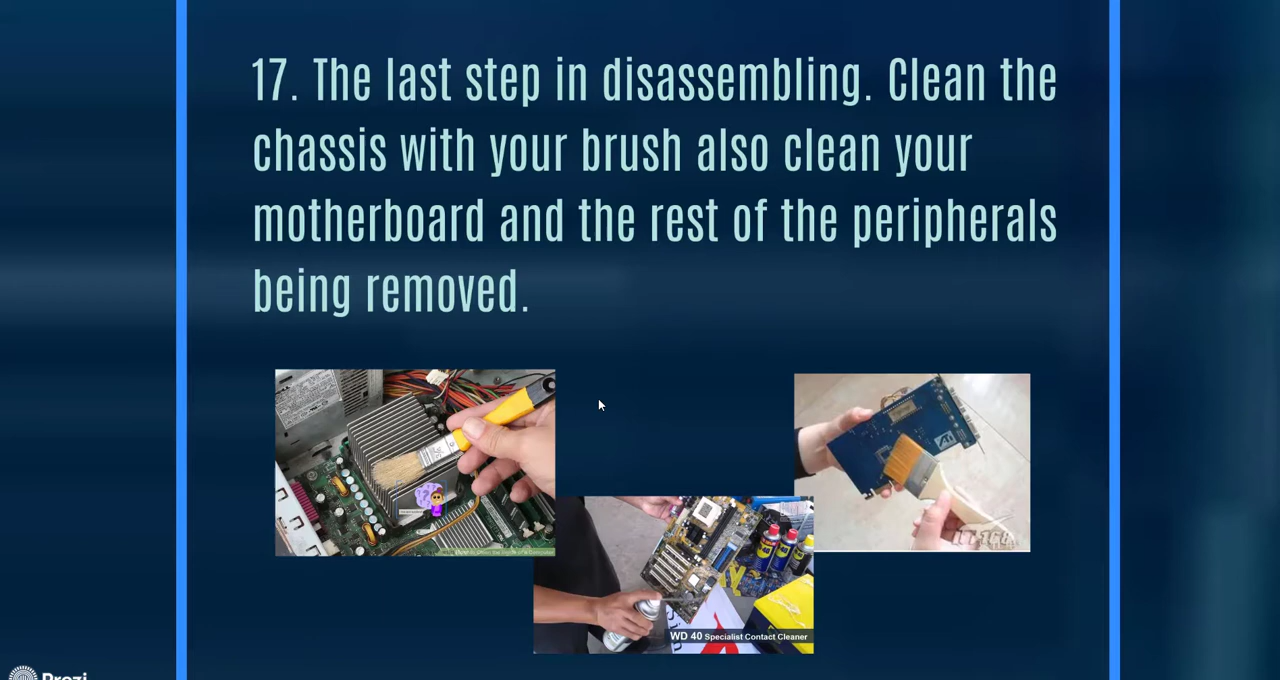 17. The last step in disassembling. Clean the
chassis with your brush also clean your
motherboard and the rest of the peripherals
being removed.
ATI
WD 40 Specialist Contact Cleaner
Prezi